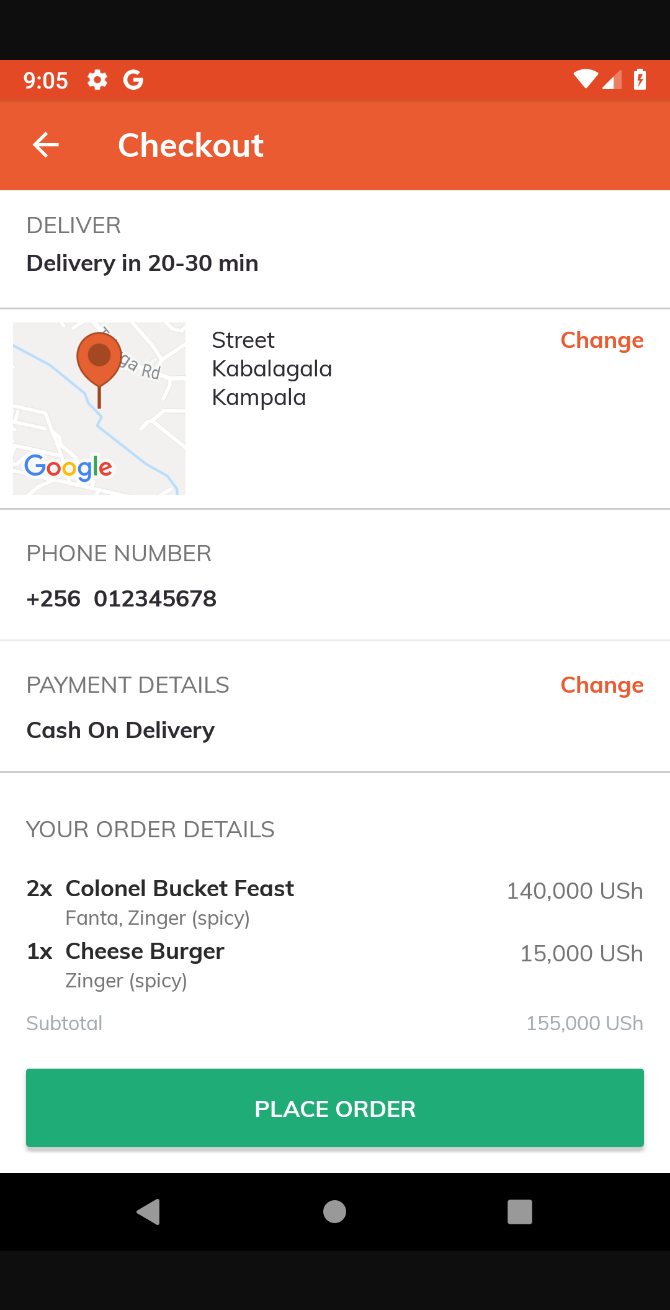 9:05
Checkout
DELIVER
Delivery in 20-30 min
Street
Change
Kabalagala
Kampala
Rd
Google
PHONE NUMBER
+256 012345678
PAYMENT DETAILS
Change
Cash On Delivery
YOUR ORDER DETAILS
2x Colonel Bucket Feast 140,000 USh
Fanta, Zinger (spicy)
1x Cheese Burger 15,000 USh
Zinger (spicy)
Subtotal 155,000 USh
PLACE ORDER